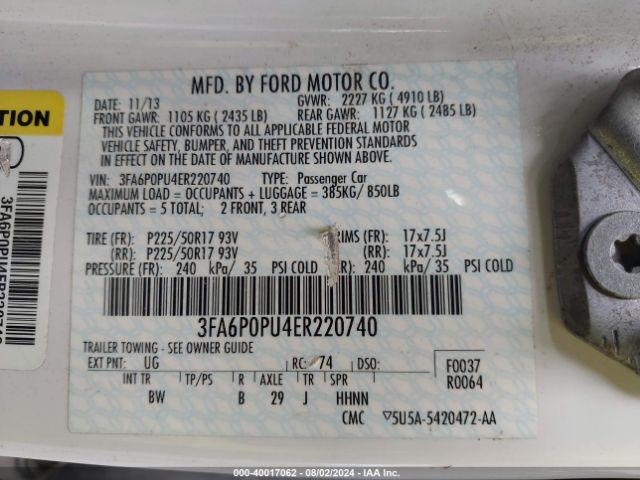 TION
3FA6P0PU4ER220740
MFD. BY FORD MOTOR CO.
DATE: 11/13 GVWR: 2227 KG ( 4910 LB)
FRONT GAWR: 1105 KG ( 2435 LB) REAR GAWR: 1127 KG ( 2485 LB)
THIS VEHICLE CONFORMS TO ALL APPLICABLE FEDERAL MOTOR
VEHICLE SAFETY, BUMPER, AND THEFT PREVENTION STANDARDS
IN EFFECT ON THE DATE OF MANUFACTURE SHOWN ABOVE.
VIN: 3FA6P0PU4ER220740 TYPE: Passenger Car
MAXIMUM LOAD = OCCUPANTS + LUGGAGE = 385KG/ 850LB
OCCUPANTS = 5 TOTAL; 2 FRONT, 3 REAR
TIRE (FR): P225/50R17 93V RIMS (FR): 17x7.5J
(RR): P225/50R17 93V (RR): 17x7.5J
PRESSURE (FR): 240 kPa/ 35 PSI COLD RR): 240 kPa/ 35 PSI COLD
3FA6P0PU4ER220740
TRAILER TOWING - SEE OWNER GUIDE
EXT PNT: UG RC: 74 DSO: F0037
R0064
INT TR TP/PS R AXLE TR SPR
BW B 29 J HHNN
CMC ▽5U5A-5420472-AA
000-40017062 - 08/02/2024 - IAA Inc.